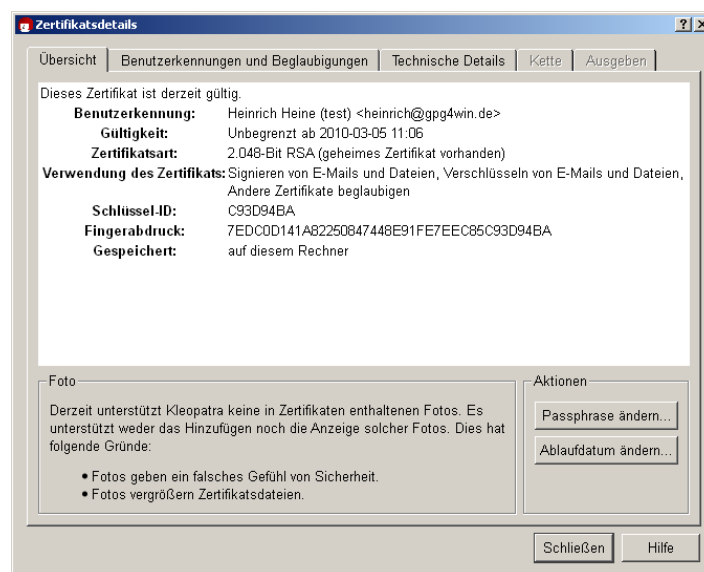 Zertifikatsdetails
Übersicht Benutzerkennungen und Beglaubigungen Technische Details Kette Ausgeben
Dieses Zertifikat ist derzeit gültig.
Benutzerkennung: Heinrich Heine (test) <heinrich@gpg4win.de>
Gültigkeit: Unbegrenzt ab 2010-03-05 11:06
Zertifikatsart: 2.048-Bit RSA (geheimes Zertifikat vorhanden)
Verwendung des Zertifikats: Signieren von E-Mails und Dateien, Verschlüsseln von E-Mails und Dateien,
Andere Zertifikate beglaubigen
Schlüssel-ID: C93D94BA
Fingerabdruck: 7EDC0D141A82250847448E91FE7EEC85C93D94BA
Gespeichert: auf diesem Rechner
Foto
Derzeit unterstützt Kleopatra keine in Zertifikaten enthaltenen Fotos. Es
unterstützt weder das Hinzufügen noch die Anzeige solcher Fotos. Dies hat
folgende Gründe:
• Fotos geben ein falsches Gefühl von Sicherheit.
• Fotos vergrößern Zertifikatsdateien.
Aktionen
Passphrase ändern...
Ablaufdatum ändern...
Schließen Hilfe